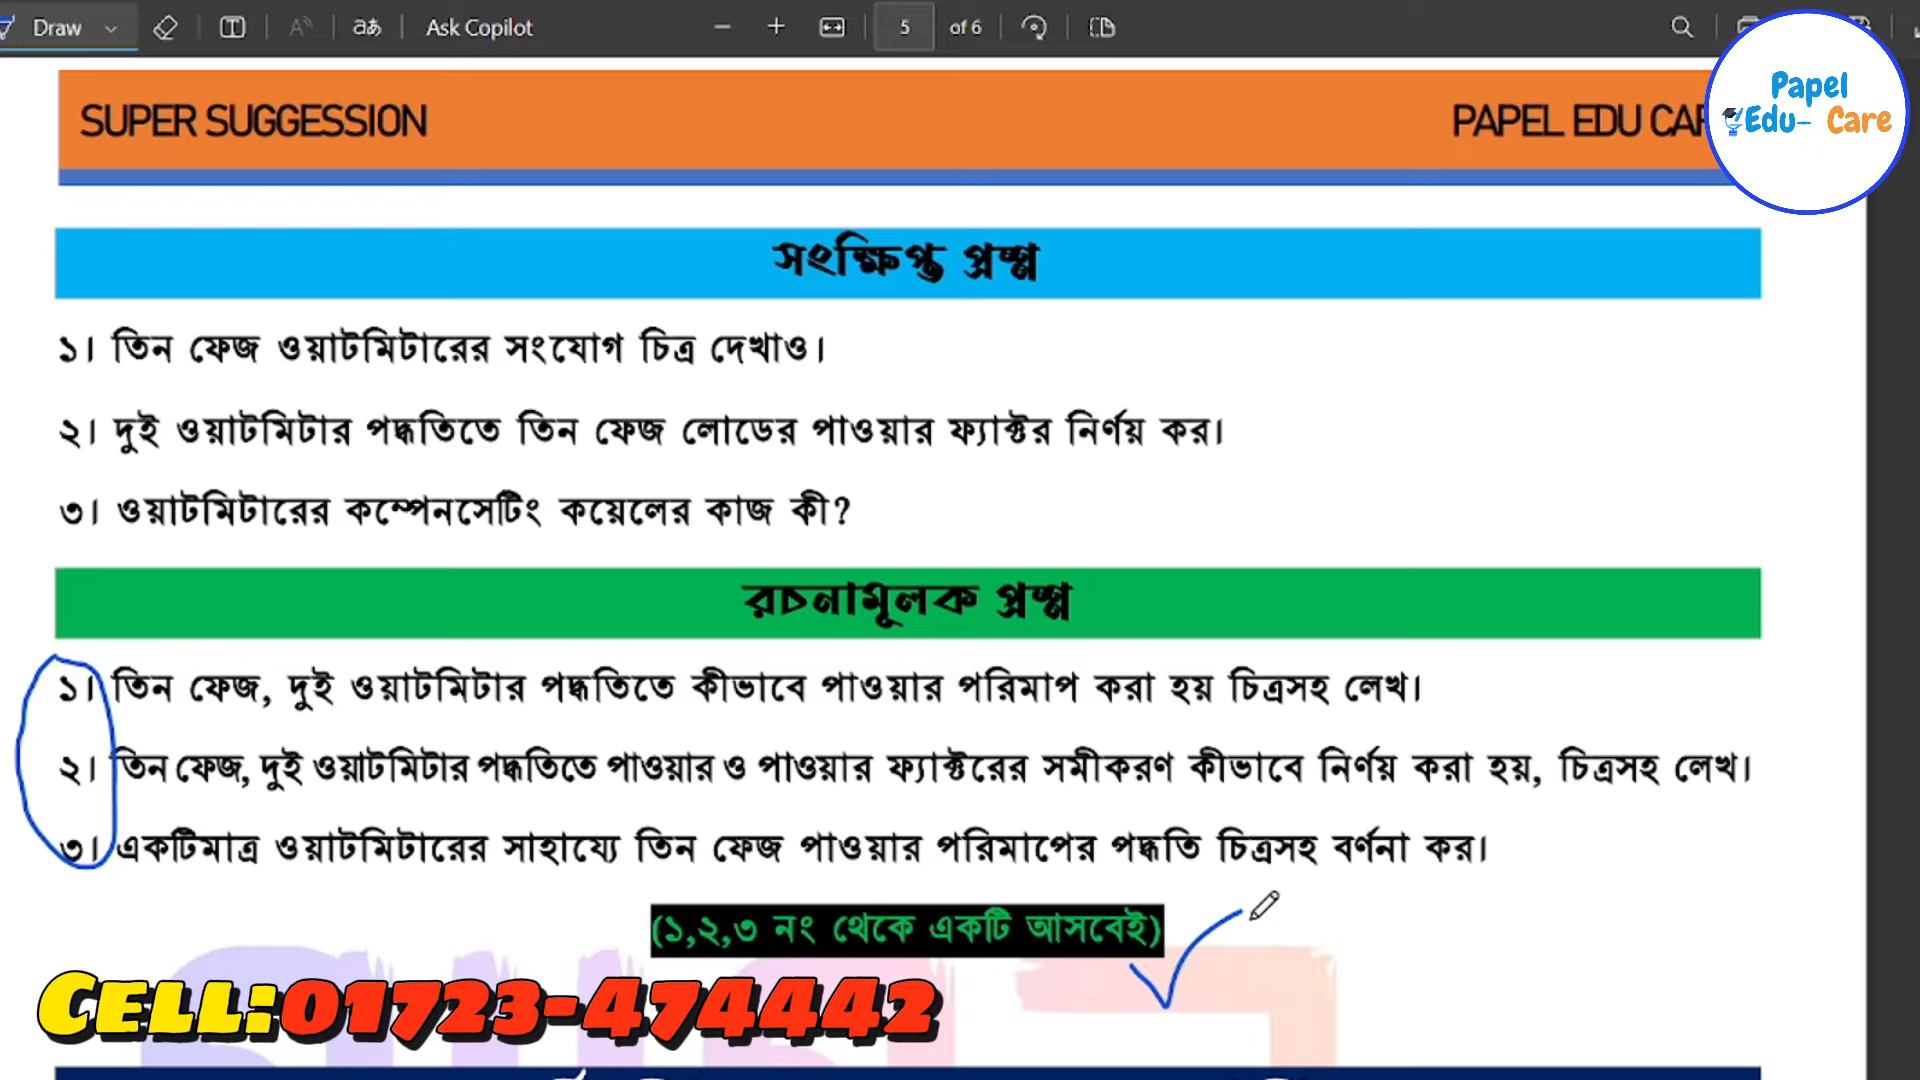 Draw
aあ
Ask Copilot
5 of 6
SUPER SUGGESSION
PAPEL EDU CAR
Papel
Edu- Care
সংক্ষিপ্ত প্রশ্ন
১। তিন ফেজ ওয়াটমিটারের সংযোগ চিত্র দেখাও।
২। দুই ওয়াটমিটার পদ্ধতিতে তিন ফেজ লোডের পাওয়ার ফ্যাক্টর নির্ণয় কর।
৩। ওয়াটমিটারের কম্পেনসেটিং কয়েলের কাজ কী?
রচনামূলক প্রশ্ন
১। তিন ফেজ, দুই ওয়াটমিটার পদ্ধতিতে কীভাবে পাওয়ার পরিমাপ করা হয় চিত্রসহ লেখ।
২। তিন ফেজ, দুই ওয়াটমিটার পদ্ধতিতে পাওয়ার ও পাওয়ার ফ্যাক্টরের সমীকরণ কীভাবে নির্ণয় করা হয়, চিত্রসহ লেখ।
৩। একটিমাত্র ওয়াটমিটারের সাহায্যে তিন ফেজ পাওয়ার পরিমাপের পদ্ধতি চিত্রসহ বর্ণনা কর।
(১,২,৩ নং থেকে একটি আসবেই)
CELL:01723-474442